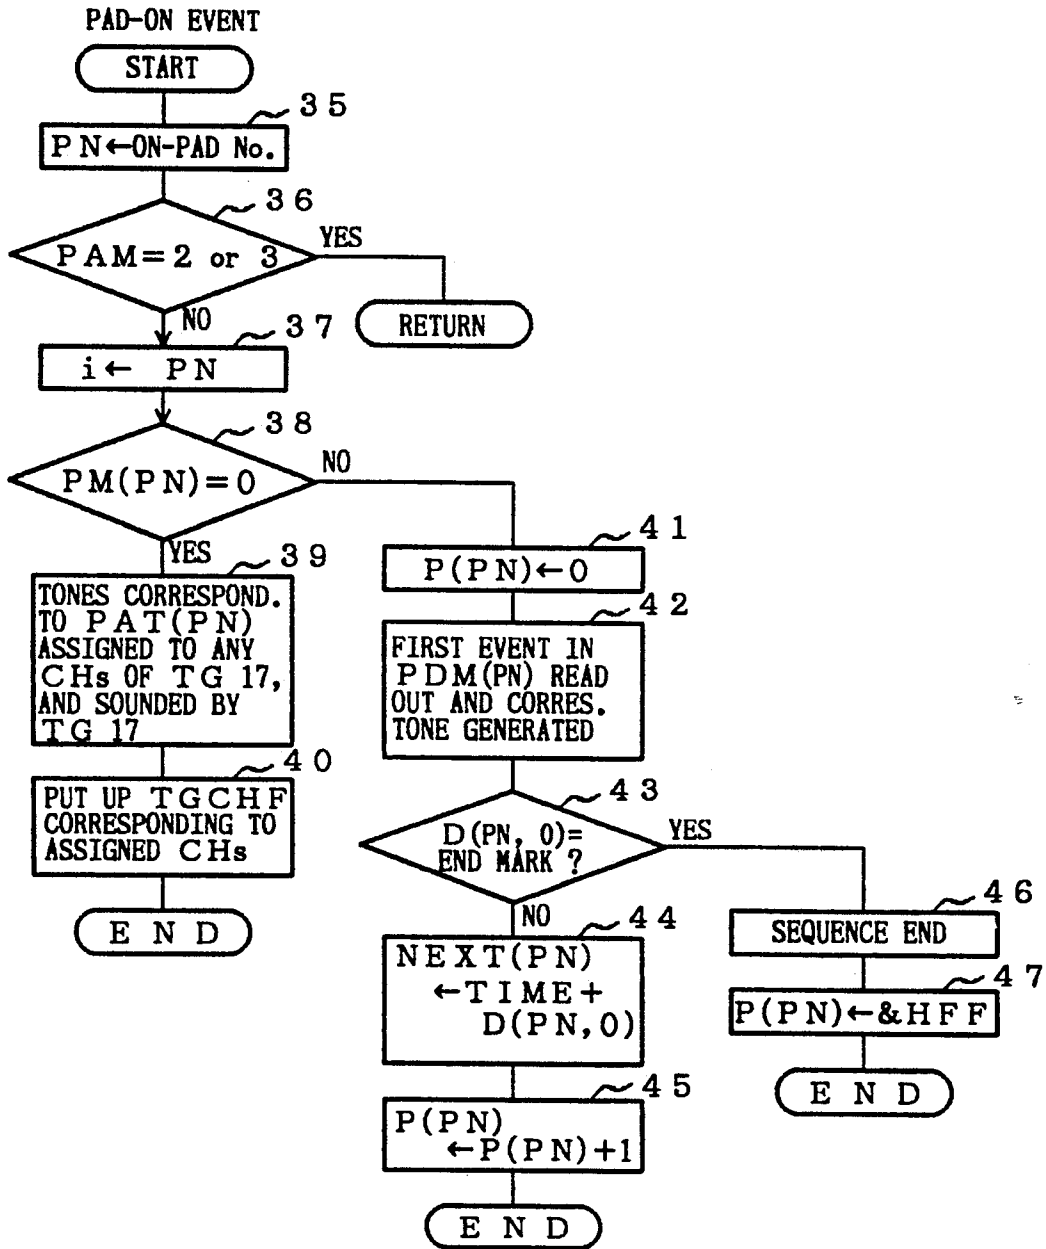 PAD-ON EVENT
START
35
PN←ON-PAD No.
36
PAM=2 or 3
YES
RETURN
NO
37
i← PN
38
PM(PN)=0
NO
YES
39
TONES CORRESPOND.
TO PAT(PN)
ASSIGNED TO ANY
CHs OF TG 17,
AND SOUNDED BY
TG 17
40
PUT UP TGCHF
CORRESPONDING TO
ASSIGNED CHs
END
41
P(PN)←0
42
FIRST EVENT IN
PDM(PN) READ
OUT AND CORRES.
TONE GENERATED
43
D(PN, 0)=
END MARK ?
YES
NO
44
NEXT(PN)
←TIME+
D(PN,0)
45
P(PN)
←P(PN)+1
END
46
SEQUENCE END
47
P(PN)←&HFF
END